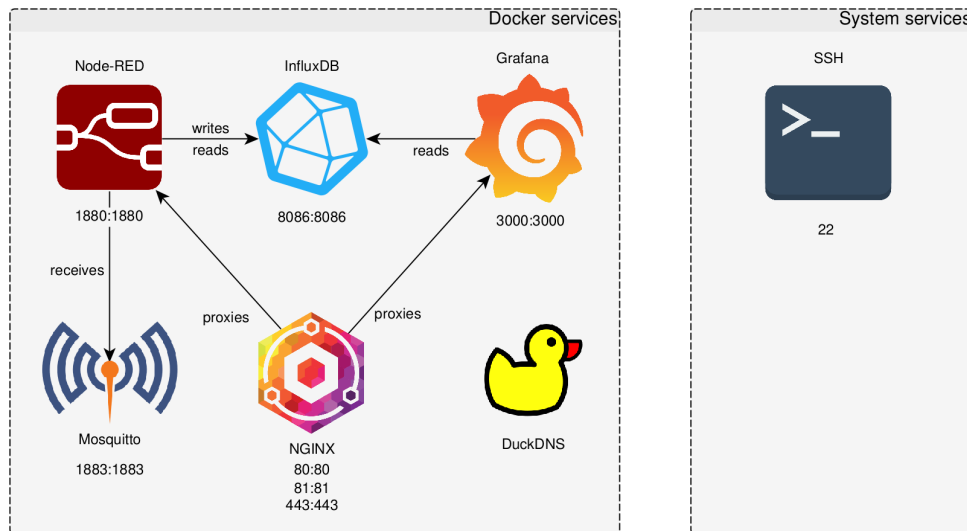 Docker services
System services
Node-RED
InfluxDB
Grafana
SSH
writes
reads
reads
1880:1880
8086:8086
3000:3000
22
receives
proxies
proxies
Mosquitto
1883:1883
NGINX
80:80
81:81
443:443
DuckDNS